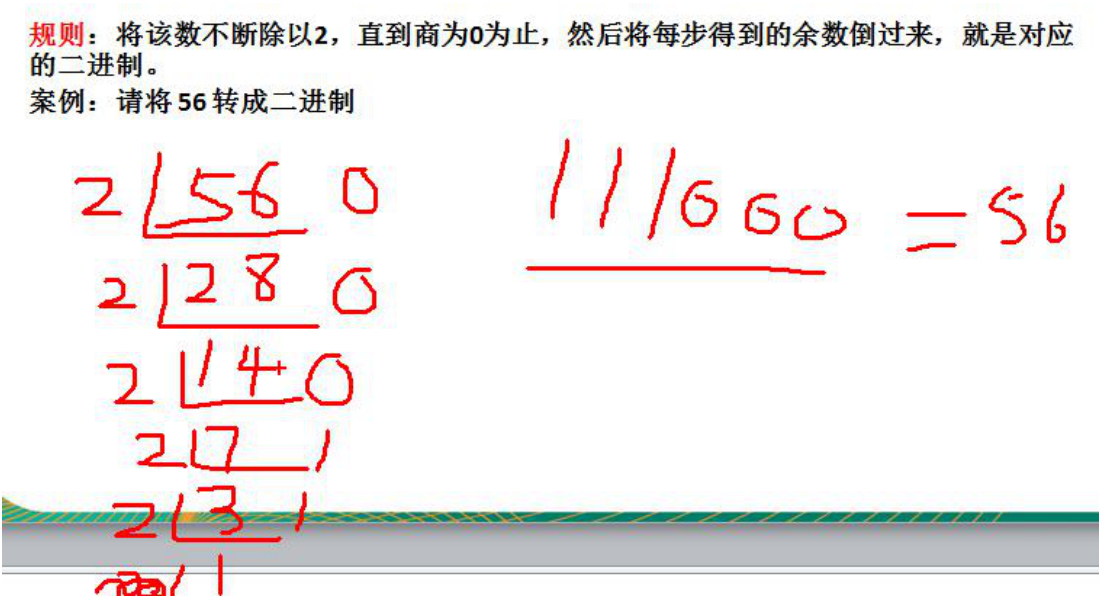 规则：将该数不断除以2，直到商为0为止，然后将每步得到的余数倒过来，就是对应
的二进制。
案例：请将 56 转成二进制
2 56 0
2 28 0
2 14 0
2 7 1
2 3 1
1
111000 = 56